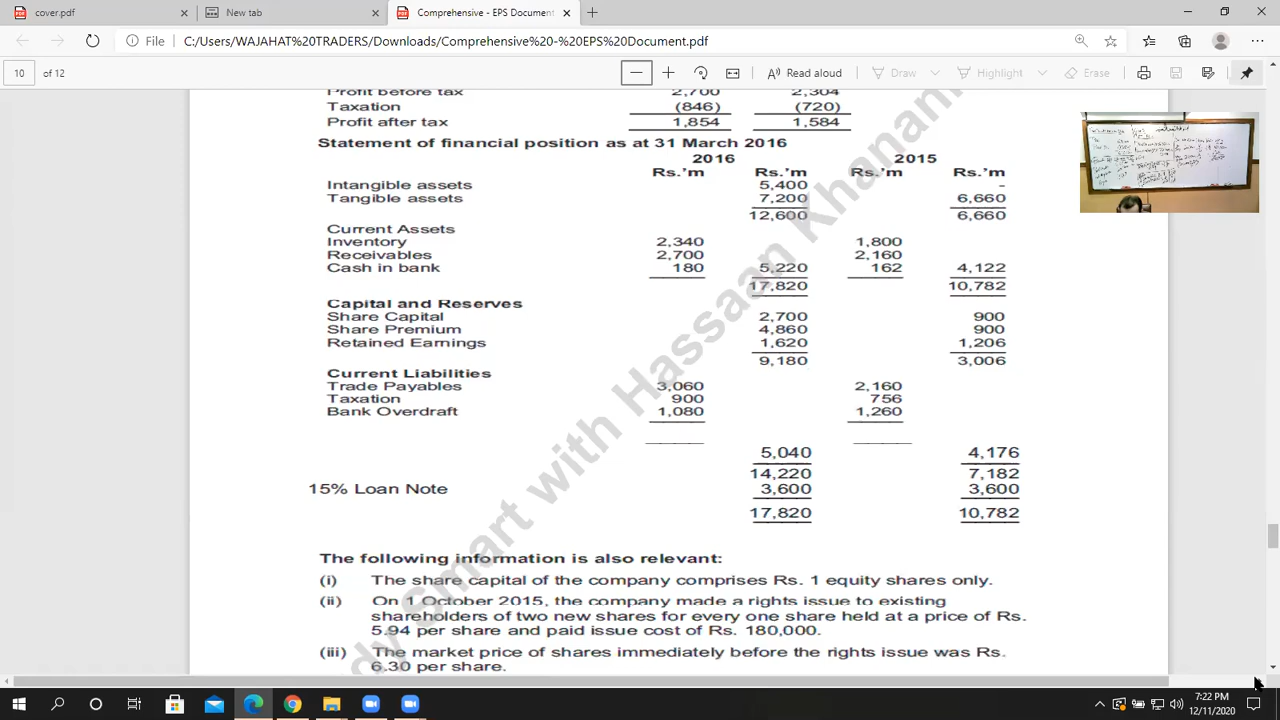 cover.pdf New tab Comprehensive - EPS Document.
File C:/Users/WAJAHAT%20TRADERS/Downloads/Comprehensive%20-%20EPS%20Document.pdf
10 of 12 Read aloud Draw Highlight Erase
Profit before tax 2,700 2,304
Taxation (846) (720)
Profit after tax 1,854 1,584
Statement of financial position as at 31 March 2016
2016 2015
Rs.'m Rs.'m Rs.'m Rs.'m
Intangible assets 5,400 -
Tangible assets 7,200 6,660
12,600 6,660
Current Assets
Inventory 2,340 1,800
Receivables 2,700 2,160
Cash in bank 180 5,220 162 4,122
17,820 10,782
Capital and Reserves
Share Capital 2,700 900
Share Premium 4,860 900
Retained Earnings 1,620 1,206
9,180 3,006
Current Liabilities
Trade Payables 3,060 2,160
Taxation 900 756
Bank Overdraft 1,080 1,260
5,040 4,176
14,220 7,182
15% Loan Note 3,600 3,600
17,820 10,782
The following information is also relevant:
(i) The share capital of the company comprises Rs. 1 equity shares only.
(ii) On 1 October 2015, the company made a rights issue to existing
shareholders of two new shares for every one share held at a price of Rs.
5.94 per share and paid issue cost of Rs. 180,000.
(iii) The market price of shares immediately before the rights issue was Rs.
6.30 per share.
dy Smart with Hassaan Khanani
7:22 PM
12/11/2020